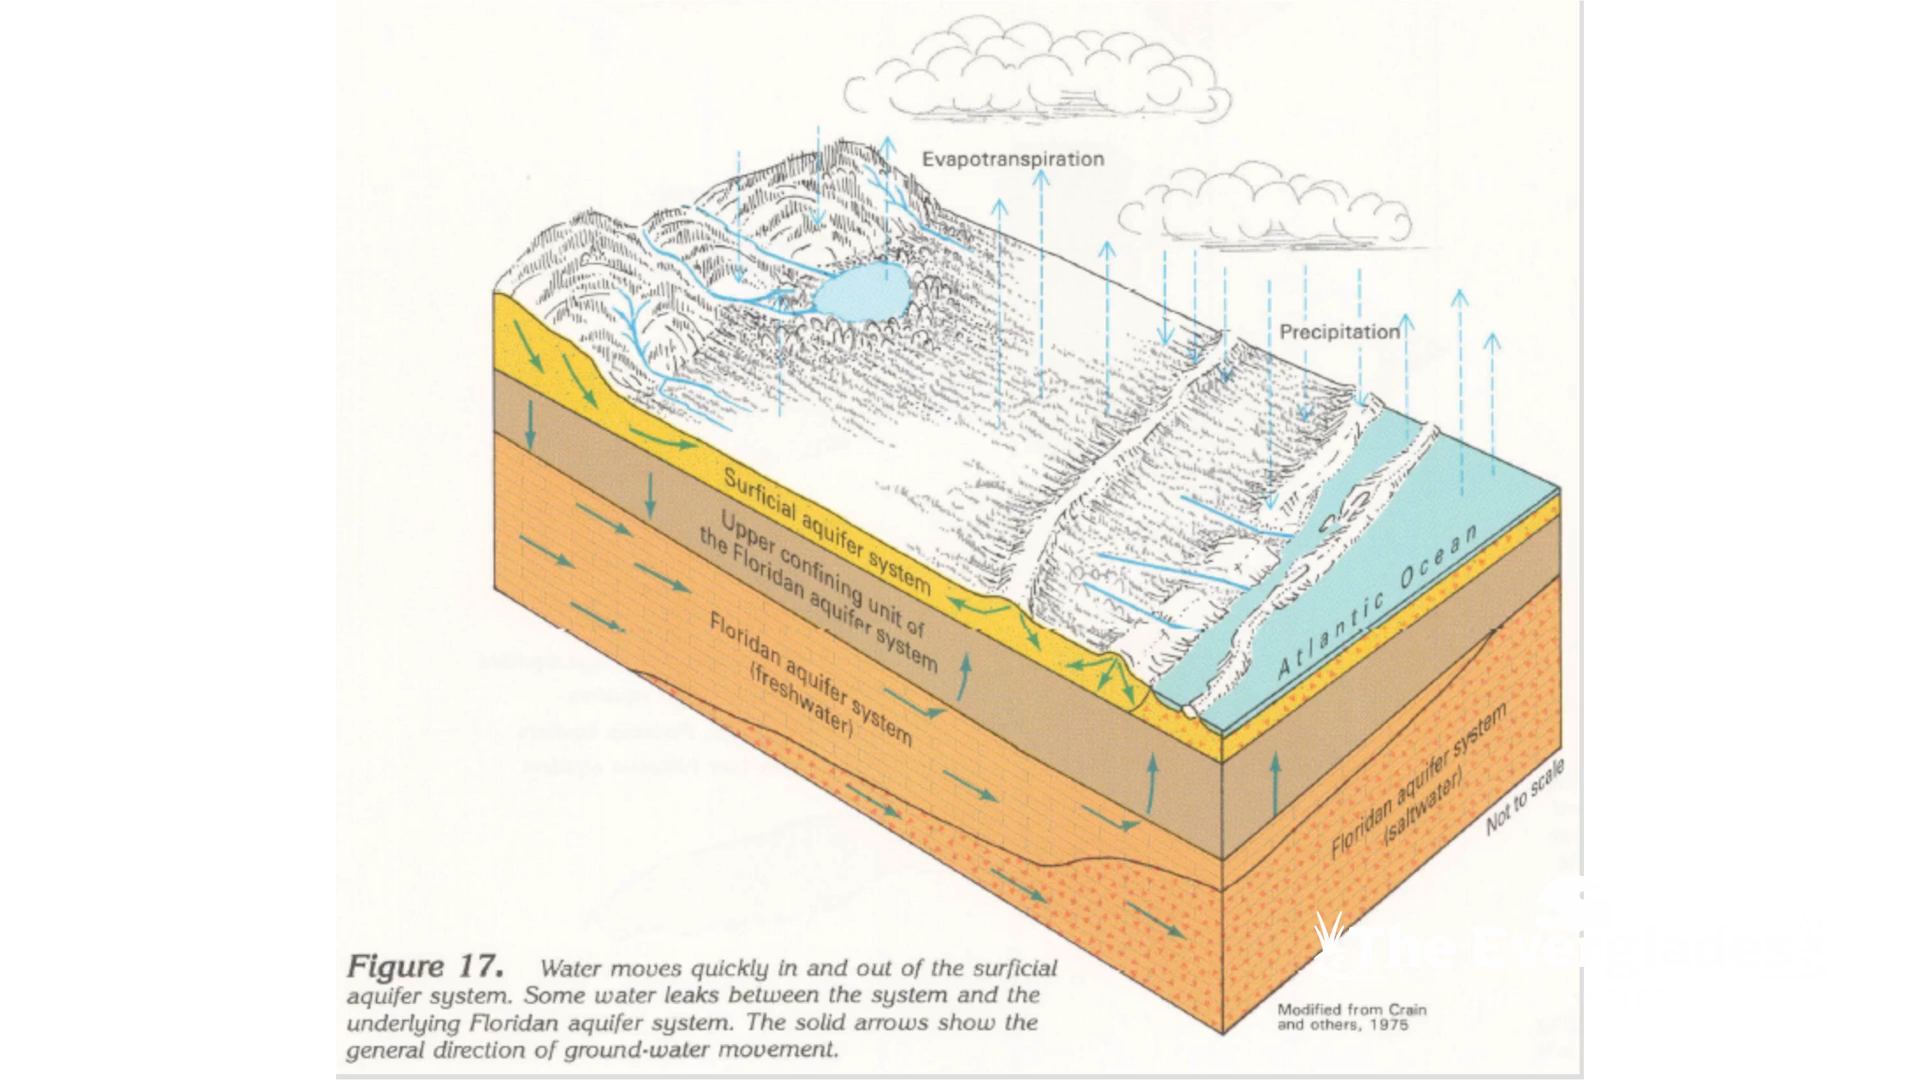 Evapotranspiration
Precipitation
Surficial aquifer system
Upper confining unit of
the Floridan aquifer system
Floridan aquifer system
(freshwater)
Atlantic Ocean
Floridan aquifer system
(saltwater)
Not to scale
Figure 17. Water moves quickly in and out of the surficial
aquifer system. Some water leaks between the system and the
underlying Floridan aquifer system. The solid arrows show the
general direction of ground-water movement.
Modified from Crain
and others, 1975